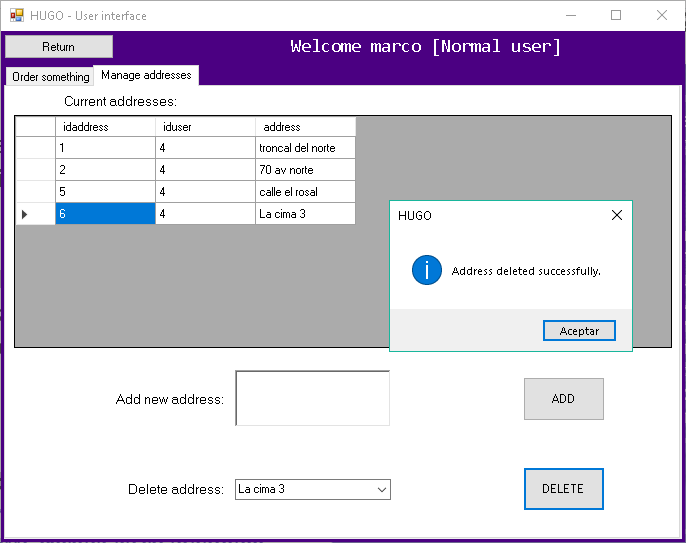 HUGO - User interface
Return
Welcome marco [Normal user]
Order something
Manage addresses
Current addresses:
idaddress iduser address
1 4 troncal del norte
2 4 70 av norte
5 4 calle el rosal
6 4 La cima 3
HUGO
Address deleted successfully.
Aceptar
Add new address:
ADD
Delete address:
La cima 3
DELETE